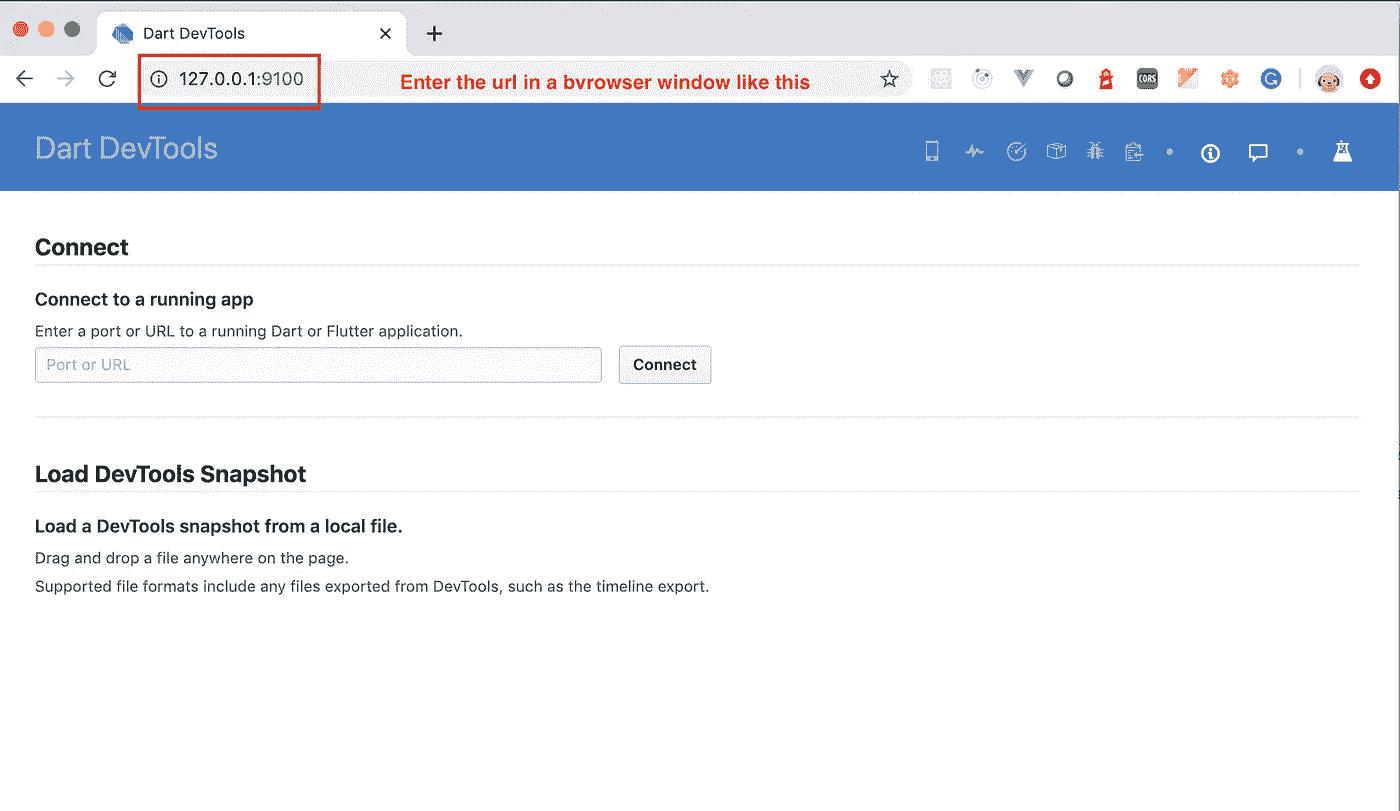 Dart DevTools
127.0.0.1:9100
Enter the url in a bvrowser window like this
CORS
Dart DevTools
Connect
Connect to a running app
Enter a port or URL to a running Dart or Flutter application.
Port or URL
Connect
Load DevTools Snapshot
Load a DevTools snapshot from a local file.
Drag and drop a file anywhere on the page.
Supported file formats include any files exported from DevTools, such as the timeline export.